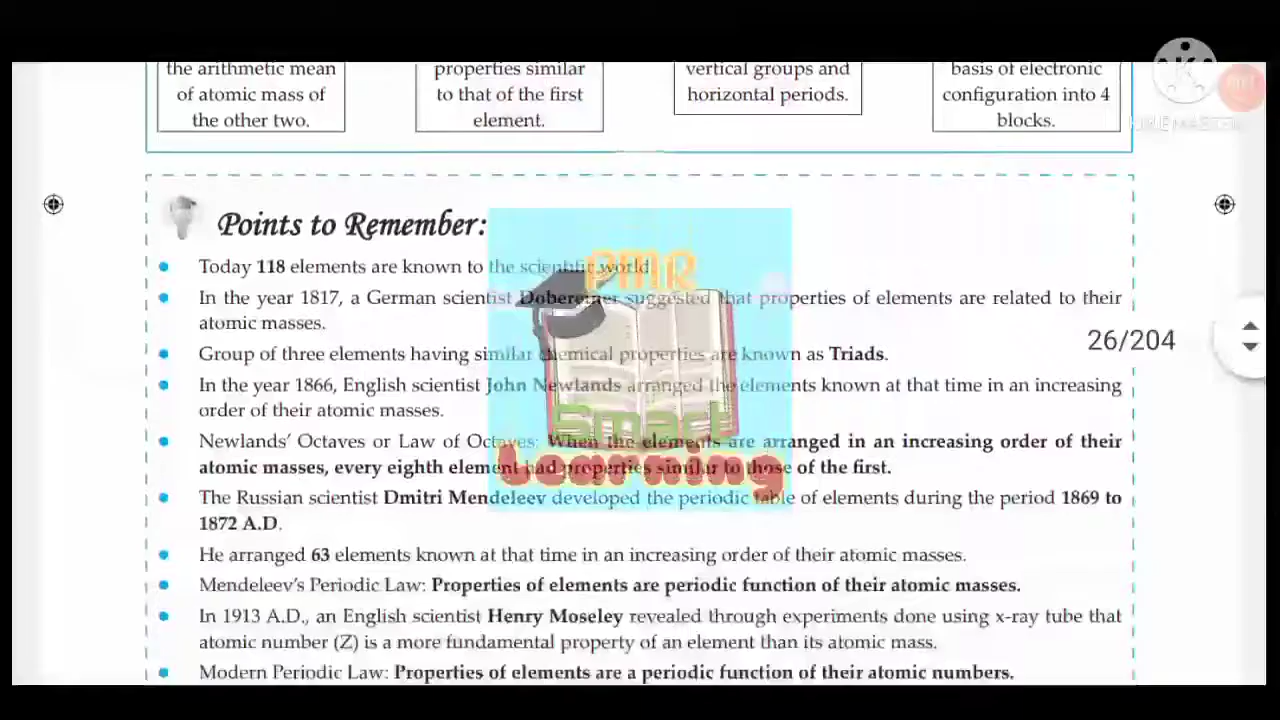 the arithmetic mean
of atomic mass of
the other two.
properties similar
to that of the first
element.
vertical groups and
horizontal periods.
basis of electronic
configuration into 4
blocks.
Points to Remember:
Today 118 elements are known to the scientific world.
In the year 1817, a German scientist Dobereiner suggested that properties of elements are related to their
atomic masses.
Group of three elements having similar chemical properties are known as Triads.
In the year 1866, English scientist John Newlands arranged the elements known at that time in an increasing
order of their atomic masses.
Newlands' Octaves or Law of Octaves: When the elements are arranged in an increasing order of their
atomic masses, every eighth element had properties similar to those of the first.
The Russian scientist Dmitri Mendeleev developed the periodic table of elements during the period 1869 to
1872 A.D.
He arranged 63 elements known at that time in an increasing order of their atomic masses.
Mendeleev's Periodic Law: Properties of elements are periodic function of their atomic masses.
In 1913 A.D., an English scientist Henry Moseley revealed through experiments done using x-ray tube that
atomic number (Z) is a more fundamental property of an element than its atomic mass.
Modern Periodic Law: Properties of elements are a periodic function of their atomic numbers.
26/204
PMR
Smart
Learning
K
KINEMASTER